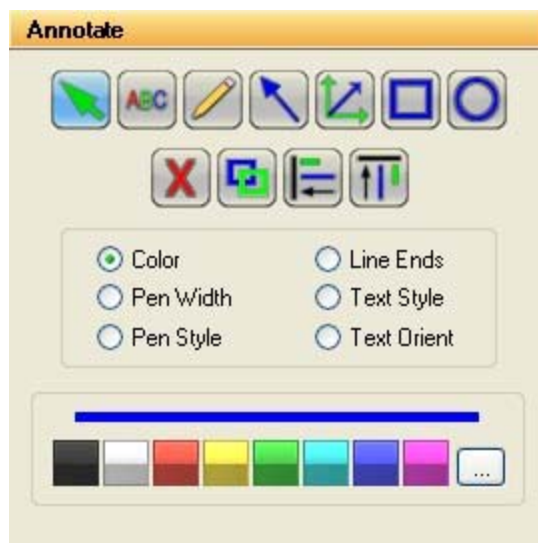 Annotate
ABC
X
Color Line Ends
Pen Width Text Style
Pen Style Text Orient
...